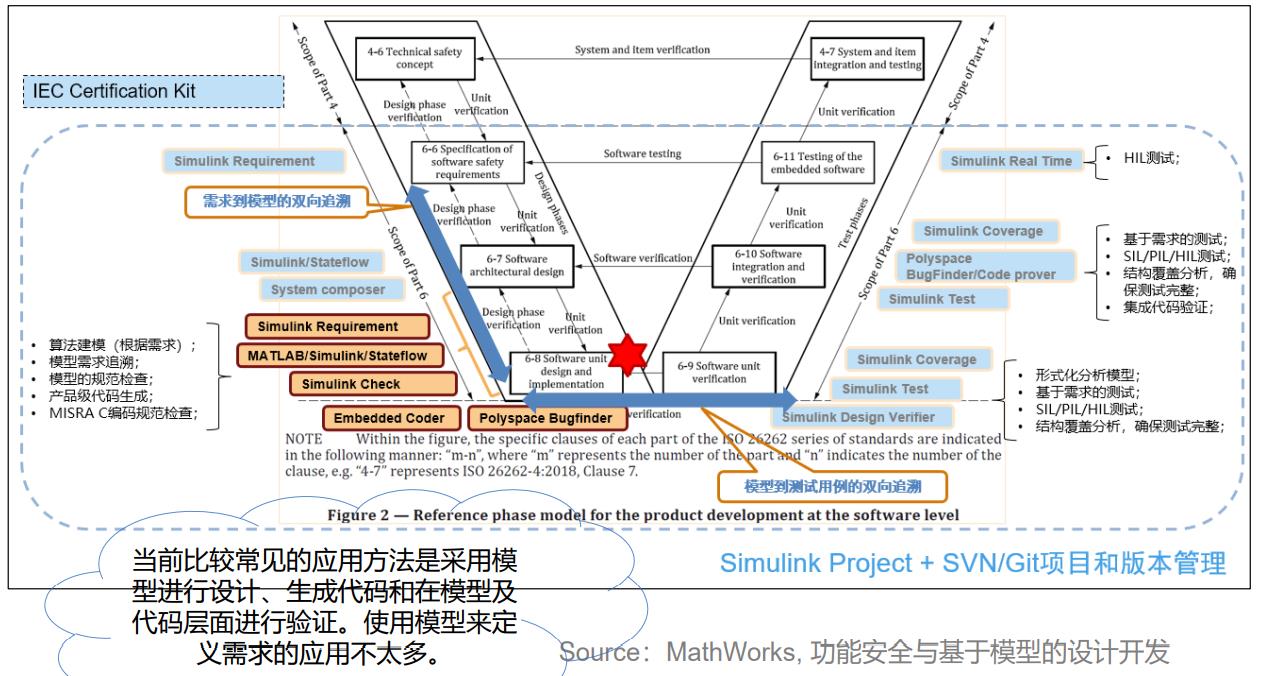 IEC Certification Kit
Scope of Part 4
4-6 Technical safety
concept
System and item verification
4-7 System and item
integration and testing
Scope of Part 4
Design phase
verification
Unit
verification
Unit verification
Simulink Requirement
6-6 Specification of
software safety
requirements
Software testing
6-11 Testing of the
embedded software
Simulink Real Time
• HIL测试;
需求到模型的双向追溯
Design phase
verification
Unit
verification
Design phases
Unit
verification
Test phases
Scope of Part 6
Scope of Part 6
Simulink/Stateflow
System composer
6-7 Software
architectural design
Software verification
6-10 Software
integration and
verification
Simulink Coverage
Polyspace
BugFinder/Code prover
Simulink Test
• 基于需求的测试;
• SIL/PIL/HIL测试;
• 结构覆盖分析，确
保测试完整;
• 集成代码验证;
Design phase
verification
Unit
verification
Unit verification
• 算法建模（根据需求）;
• 模型需求追溯;
• 模型的规范检查;
• 产品级代码生成;
• MISRA C编码规范检查;
Simulink Requirement
MATLAB/Simulink/Stateflow
Simulink Check
Embedded Coder
Polyspace Bugfinder
6-8 Software unit
design and
implementation
6-9 Software unit
verification
verification
Simulink Coverage
Simulink Test
Simulink Design Verifier
• 形式化分析模型;
• 基于需求的测试;
• SIL/PIL/HIL测试;
• 结构覆盖分析，确保测试完整;
NOTE Within the figure, the specific clauses of each part of the ISO 26262 series of standards are indicated
in the following manner: “m-n”, where “m” represents the number of the part and “n” indicates the number of the
clause, e.g. “4-7” represents ISO 26262-4:2018, Clause 7.
模型到测试用例的双向追溯
Figure 2 — Reference phase model for the product development at the software level
当前比较常见的应用方法是采用模
型进行设计、生成代码和在模型及
代码层面进行验证。使用模型来定
义需求的应用不太多。
Simulink Project + SVN/Git项目和版本管理
Source：MathWorks, 功能安全与基于模型的设计开发